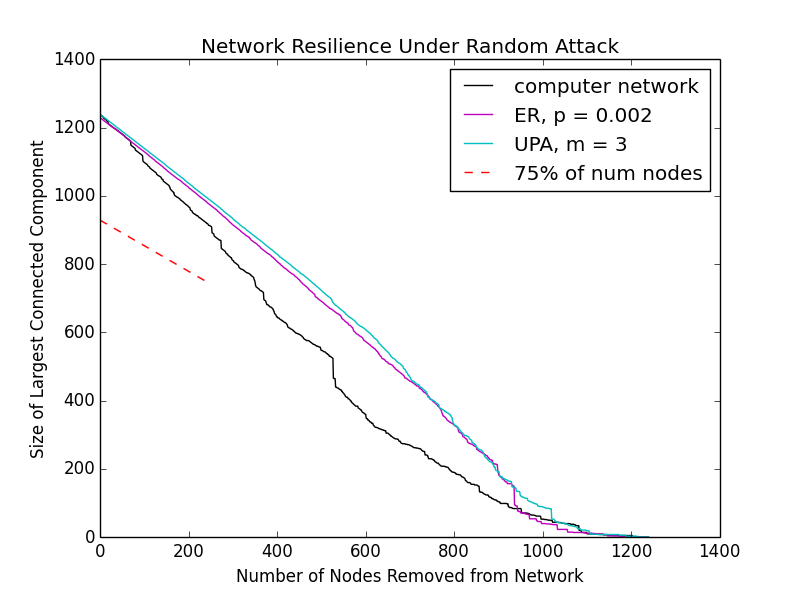 Network Resilience Under Random Attack
1400
1200
1000
800
600
400
200
0
Size of Largest Connected Component
computer network
ER, p = 0.002
UPA, m = 3
75% of num nodes
0 200 400 600 800 1000 1200 1400
Number of Nodes Removed from Network